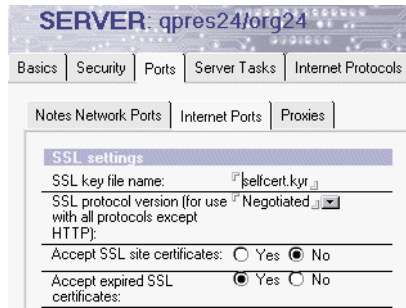 SERVER: qpres24/org24
Basics Security Ports Server Tasks Internet Protocols
Notes Network Ports Internet Ports Proxies
SSL settings
SSL key file name: selfcert.kyr
SSL protocol version (for use Negotiated
with all protocols except
HTTP):
Accept SSL site certificates: Yes No
Accept expired SSL Yes No
certificates: